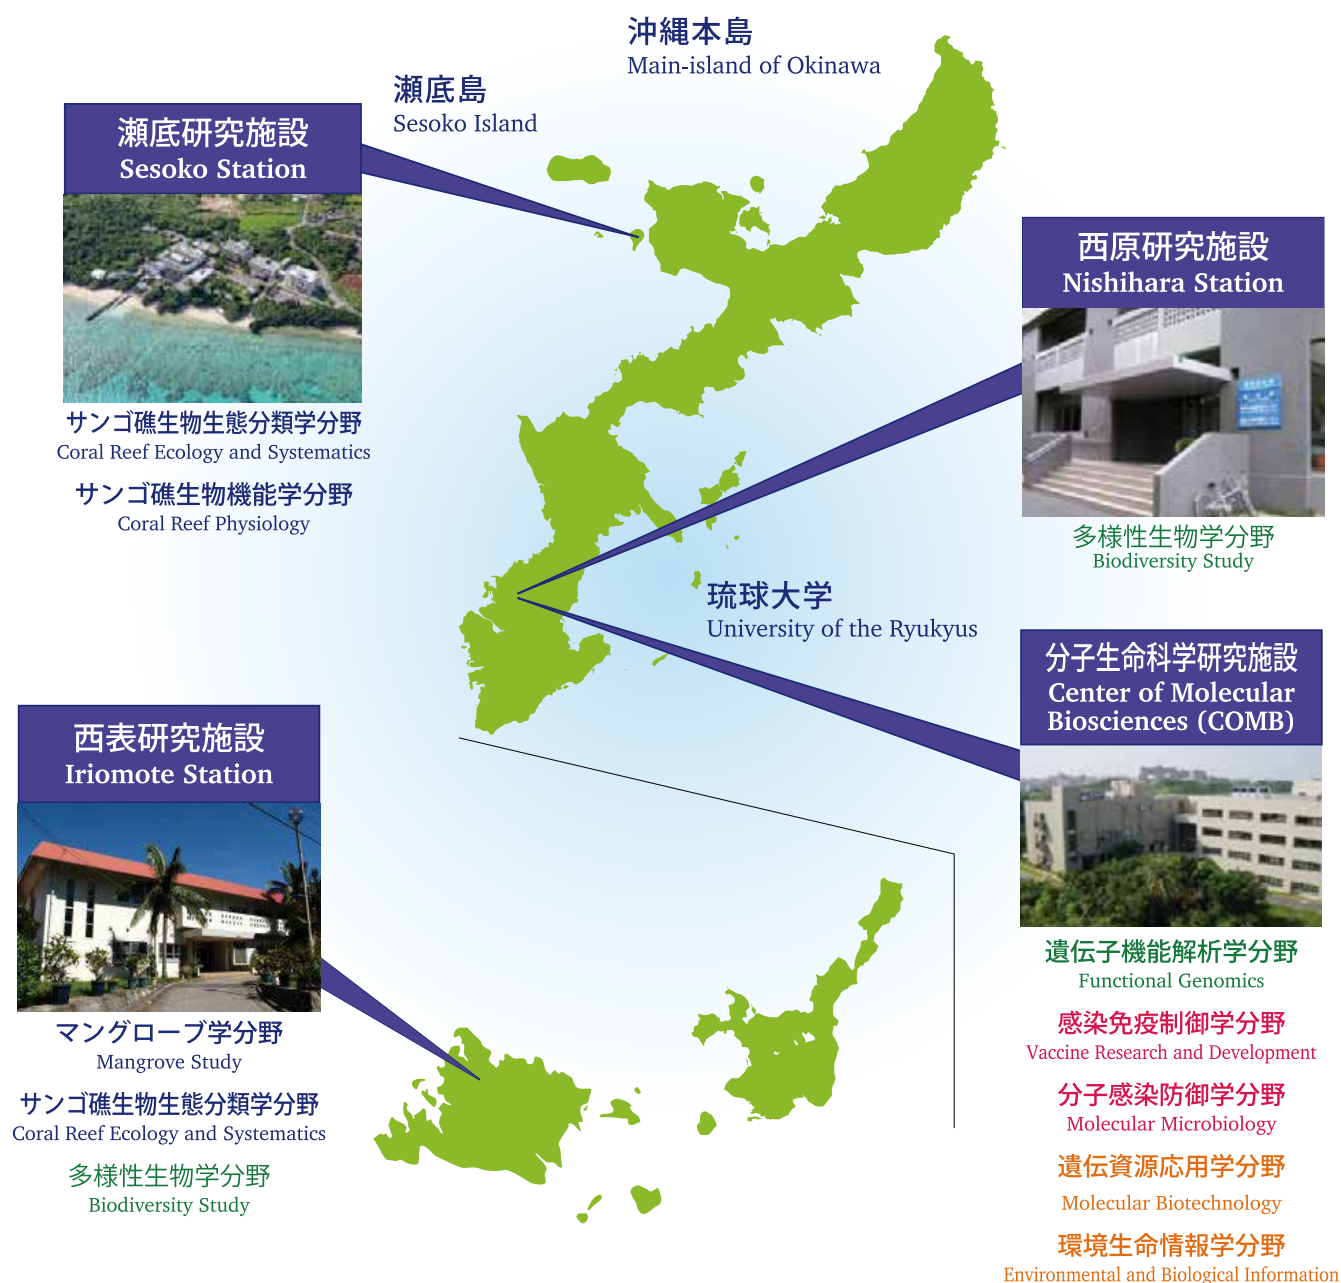 沖縄本島
Main-island of Okinawa
瀬底島
Sesoko Island
瀬底研究施設
Sesoko Station
サンゴ礁生物生態分類学分野
Coral Reef Ecology and Systematics
サンゴ礁生物機能学分野
Coral Reef Physiology
西原研究施設
Nishihara Station
多様性生物学分野
Biodiversity Study
琉球大学
University of the Ryukyus
分子生命科学研究施設
Center of Molecular
Biosciences (COMB)
遺伝子機能解析学分野
Functional Genomics
感染免疫制御学分野
Vaccine Research and Development
分子感染防御学分野
Molecular Microbiology
遺伝資源応用学分野
Molecular Biotechnology
環境生命情報学分野
Environmental and Biological Information
西表研究施設
Iriomote Station
マングローブ学分野
Mangrove Study
サンゴ礁生物生態分類学分野
Coral Reef Ecology and Systematics
多様性生物学分野
Biodiversity Study